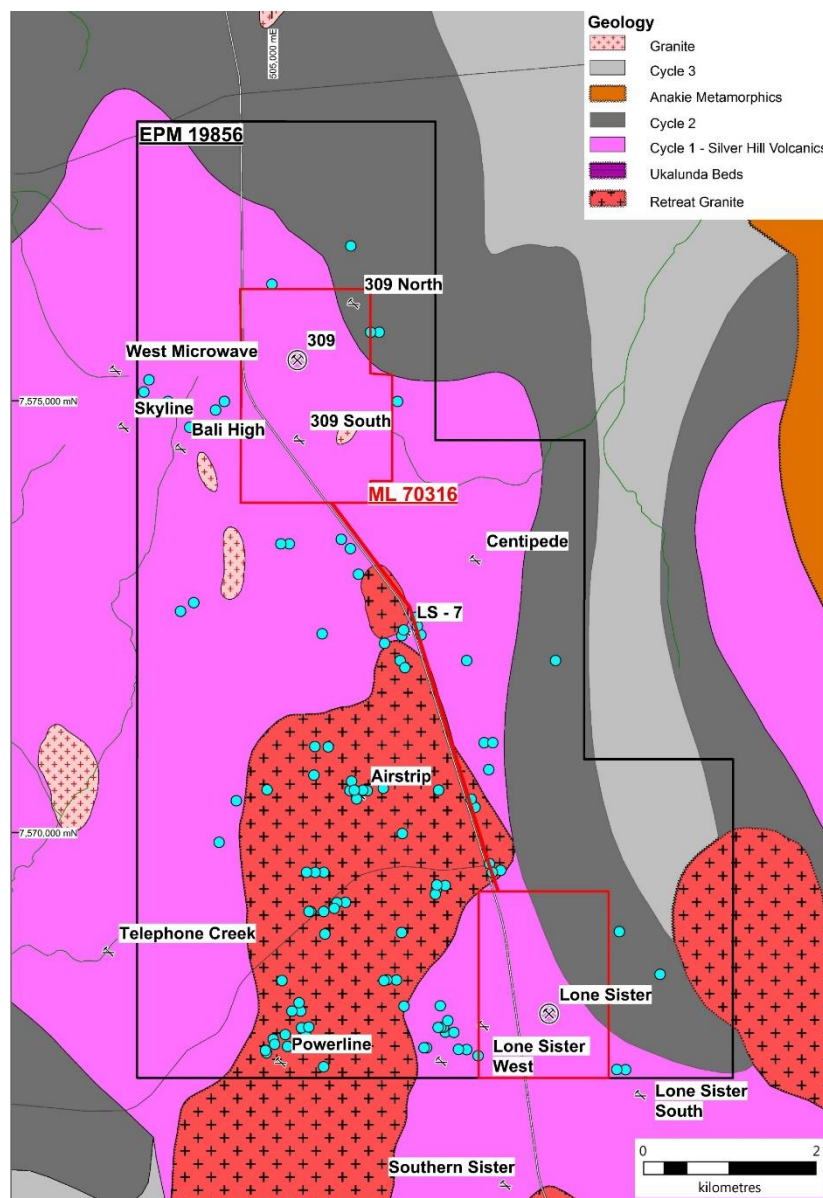 Geology
Granite
Cycle 3
Anakie Metamorphics
Cycle 2
Cycle 1 - Silver Hill Volcanics
Ukalunda Beds
Retreat Granite
505,000 mE
EPM 19856
309 North
309
West Microwave
7,575,000 mN
Skyline
309 South
Bali High
ML 70316
Centipede
LS - 7
Airstrip
7,570,000 mN
Telephone Creek
Lone Sister
Powerline
Lone Sister
West
Lone Sister
South
Southern Sister
0 2
kilometres